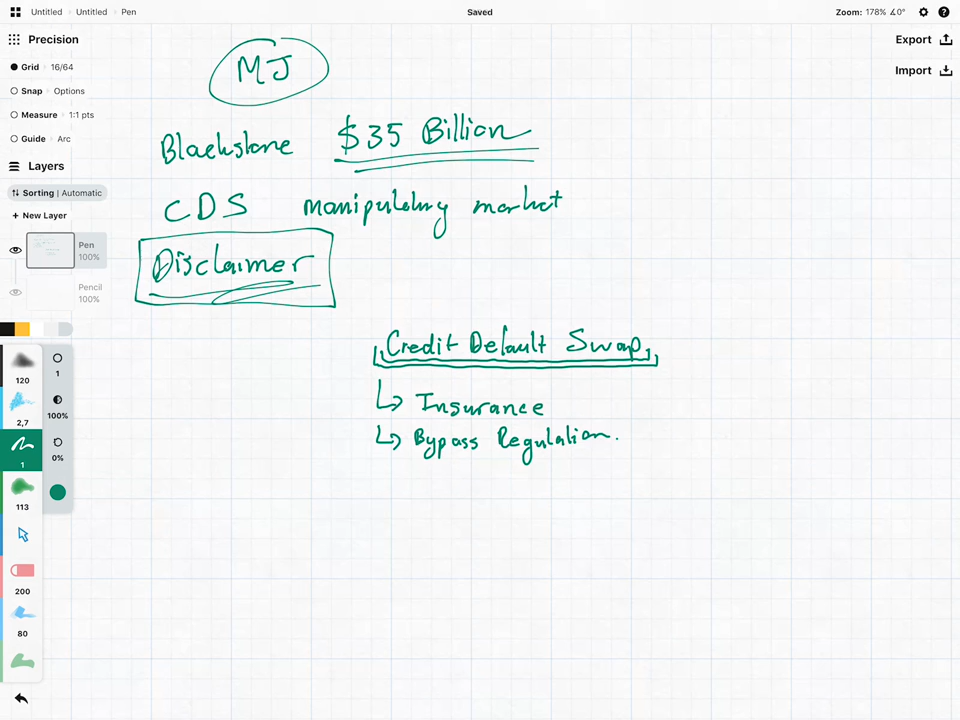 Untitled Untitled Pen Saved Zoom: 178% ∡0°
Precision
Grid 16/64
Snap Options
Measure 1:1 pts
Guide Arc
Layers
Sorting | Automatic
+ New Layer
Pen
100%
Pencil
100%
120
1
2,7
100%
1
0%
113
200
80
Export
Import
MJ
Blackstone $35 Billion
CDS manipulating market
Disclaimer
Credit Default Swap
Insurance
Bypass Regulation.